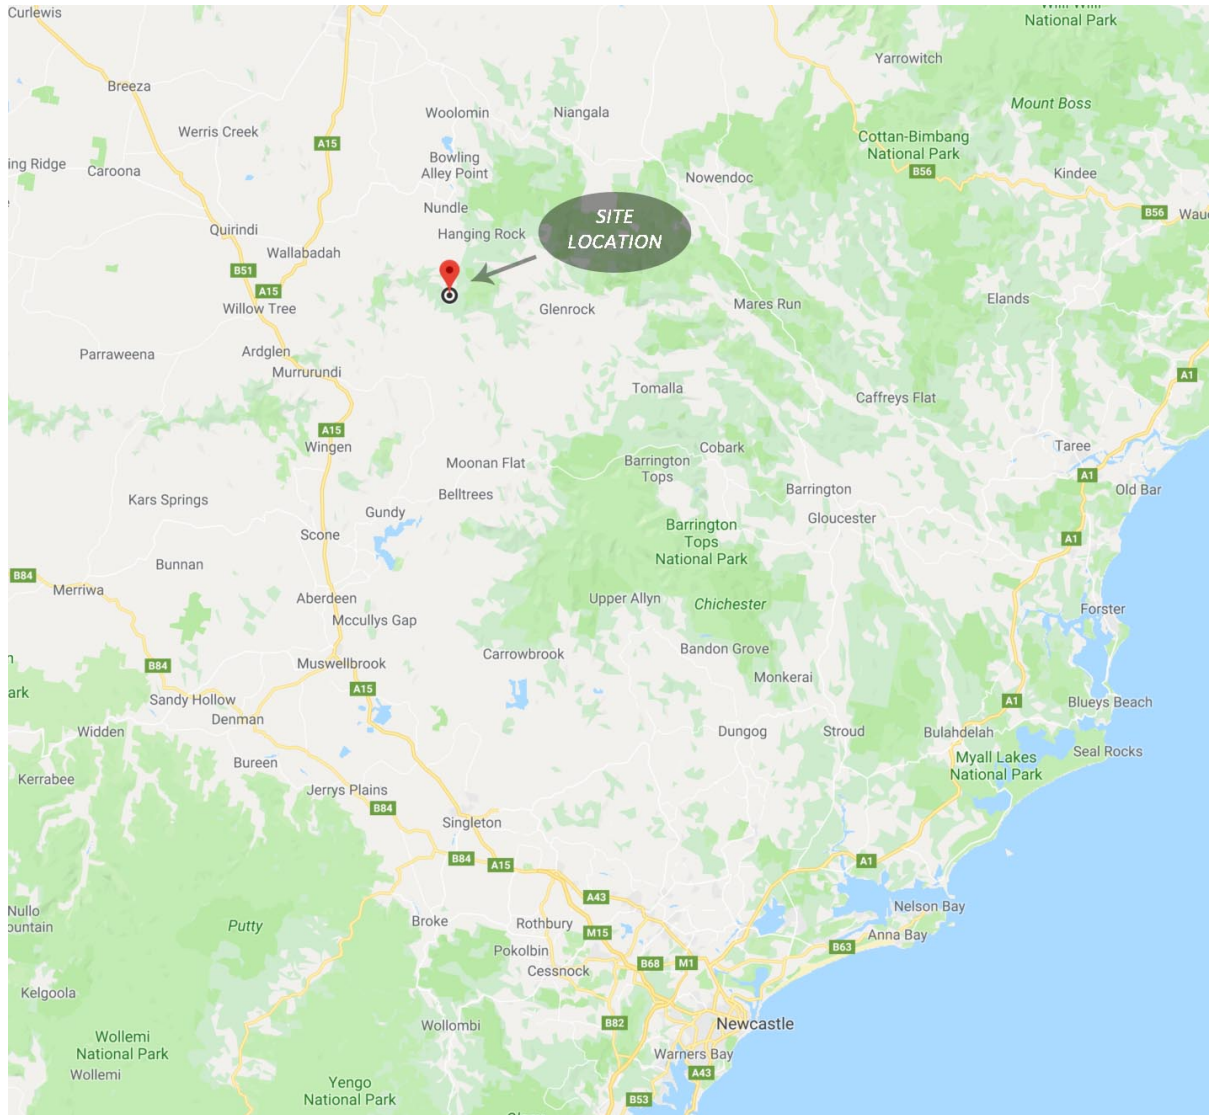 Curlewis
Willi Willi
National Park
Yarrowitch
Breeza
Mount Boss
Woolomin
Niangala
Werris Creek
A15
Cottan-Bimbang
National Park
ing Ridge
Caroona
Bowling
Alley Point
B56
Kindee
Nowendoc
Nundle
SITE
LOCATION
B56
Wau
Quirindi
Hanging Rock
Wallabadah
B51
A15
Willow Tree
Glenrock
Mares Run
Elands
Parraweena
Ardglen
Murrurundi
A1
Tomalla
Caffreys Flat
A15
Wingen
Cobark
Taree
Moonan Flat
Barrington
Tops
A1
Kars Springs
Belltrees
Barrington
Old Bar
Gundy
Gloucester
Scone
Barrington
Tops
National Park
A1
Bunnan
B84
Merriwa
Aberdeen
Upper Allyn
Chichester
Forster
Mccullys Gap
n
B84
Muswellbrook
Carrowbrook
Bandon Grove
ark
A15
Monkerai
Sandy Hollow
A1
Blueys Beach
Denman
Widden
Dungog
Stroud
Bulahdelah
Seal Rocks
Myall Lakes
National Park
Bureen
Kerrabee
Jerrys Plains
B84
Singleton
B84
A15
A1
A43
Nullo
ountain
Putty
Broke
Rothbury
M15
Nelson Bay
Anna Bay
B63
Pokolbin
Cessnock
B68
M1
Kelgoola
Wollemi
National Park
Wollombi
B82
Newcastle
Warners Bay
Wollemi
A43
Yengo
National Park
B53